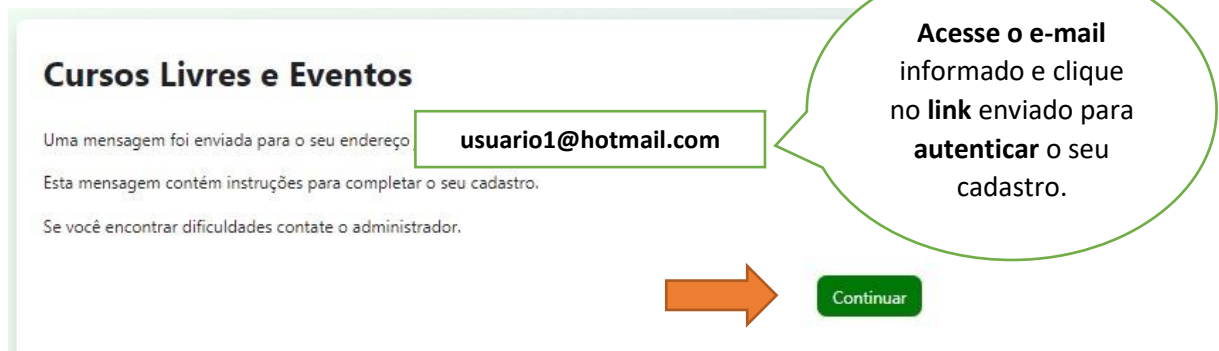 Cursos Livres e Eventos
Uma mensagem foi enviada para o seu endereço
usuario1@hotmail.com
Esta mensagem contém instruções para completar o seu cadastro.
Se você encontrar dificuldades contate o administrador.
Acesse o e-mail
informado e clique
no link enviado para
autenticar o seu
cadastro.
Continuar